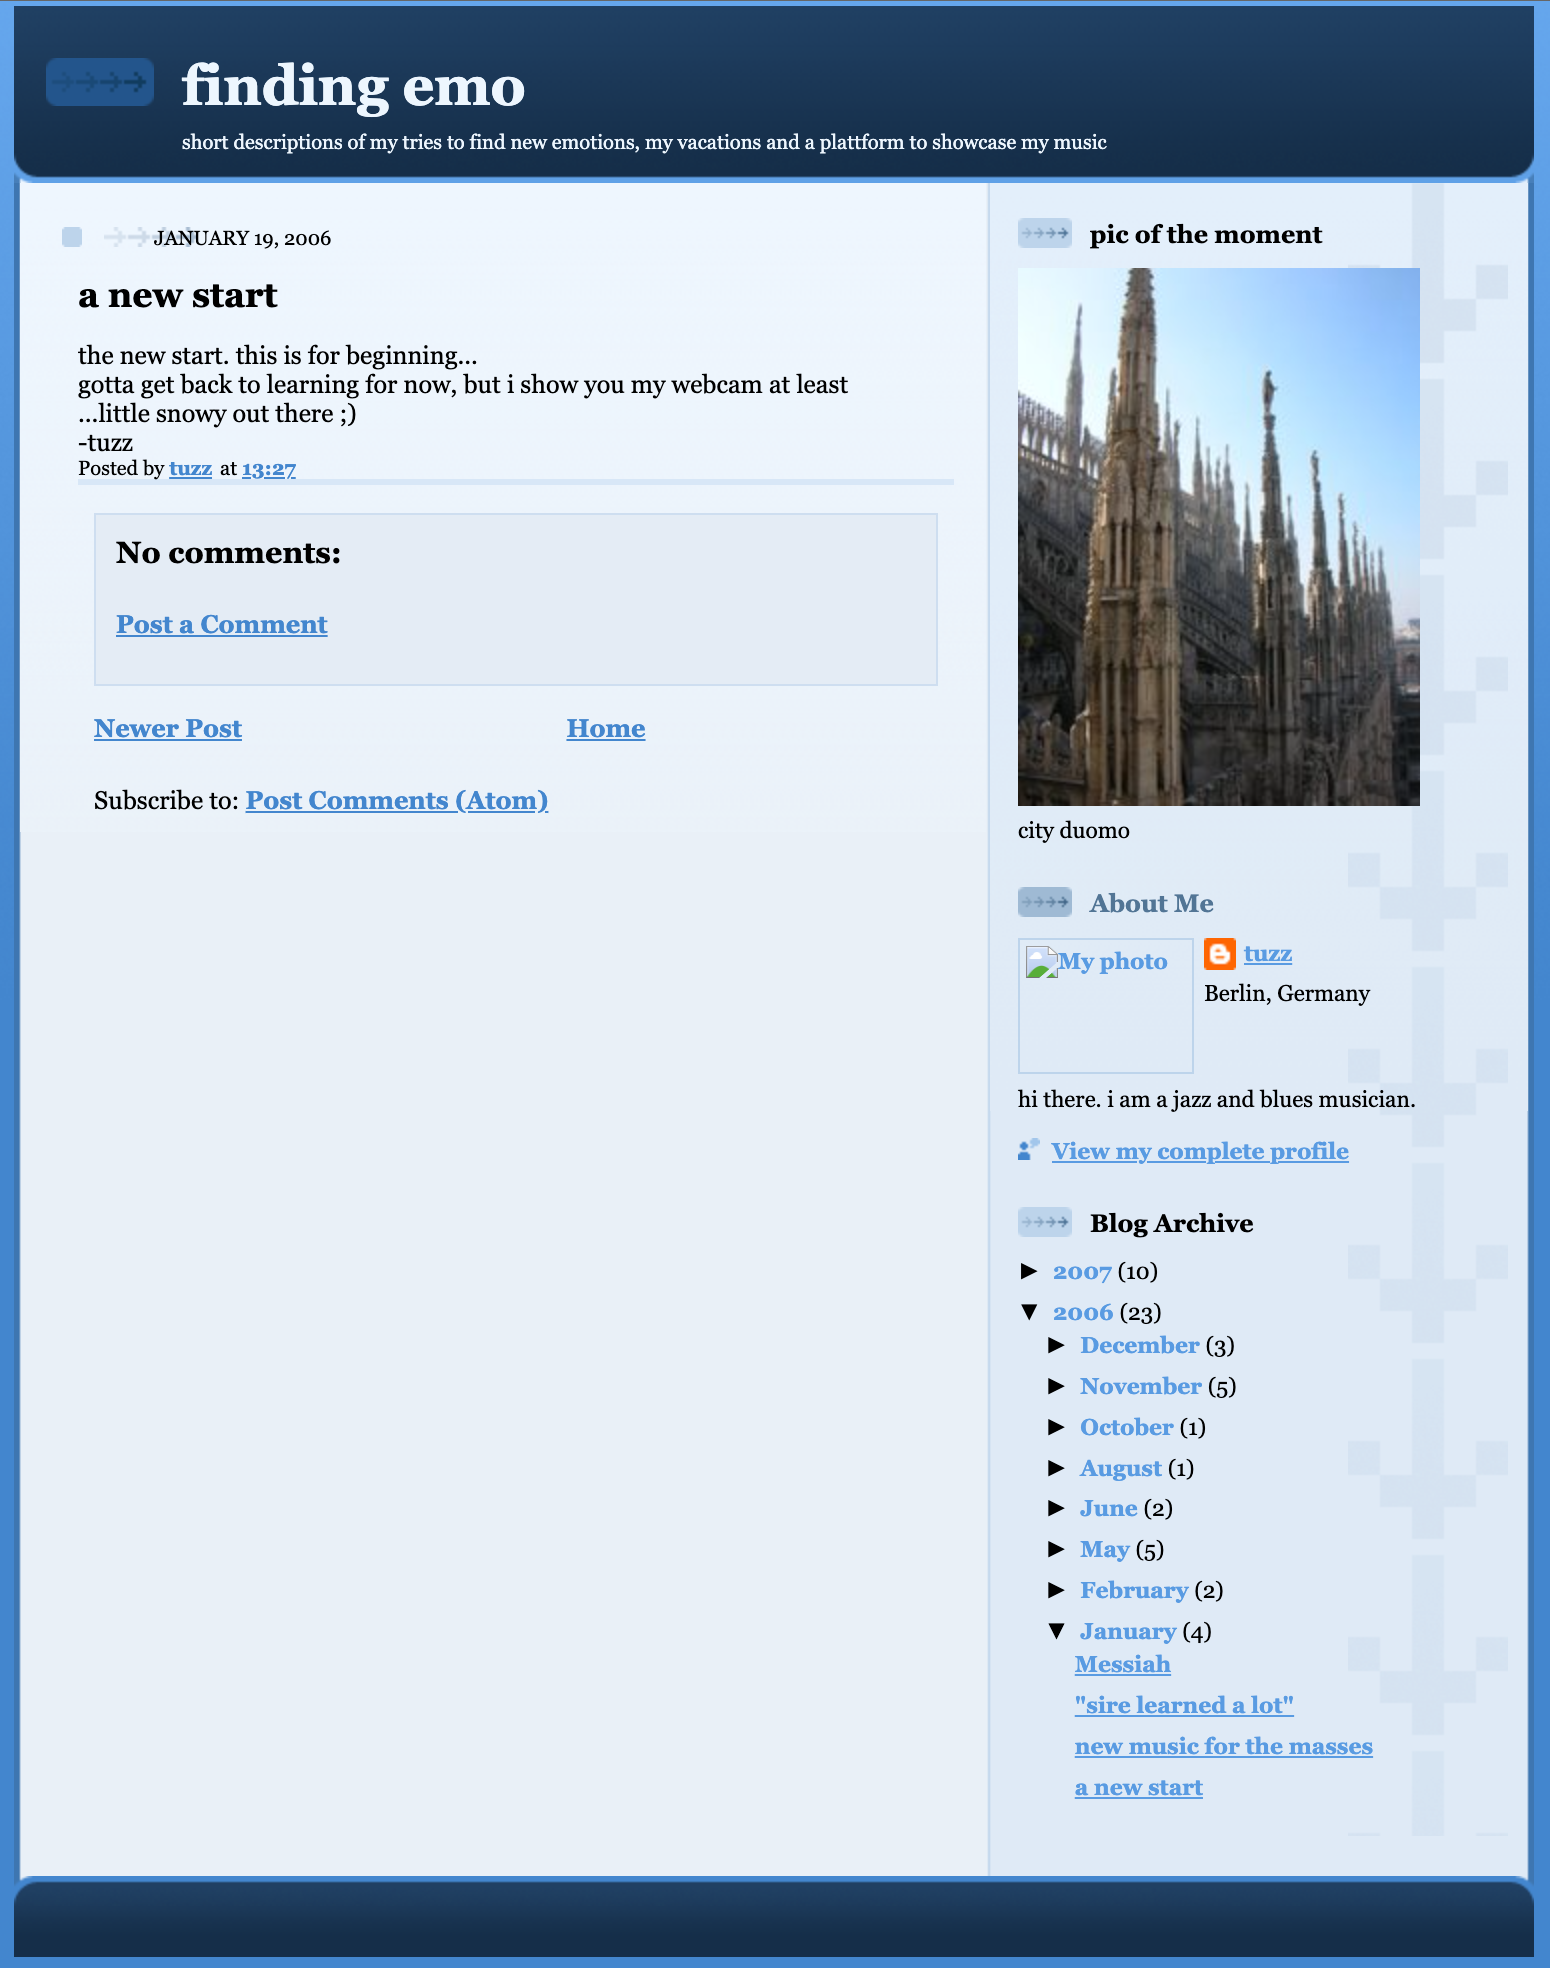 finding emo
short descriptions of my tries to find new emotions, my vacations and a plattform to showcase my music
JANUARY 19, 2006
a new start
the new start. this is for beginning...
gotta get back to learning for now, but i show you my webcam at least
...little snowy out there ;)
-tuzz
Posted by tuzz at 13:27
No comments:
Post a Comment
Newer Post Home
Subscribe to: Post Comments (Atom)
pic of the moment
city duomo
About Me
My photo
tuzz
Berlin, Germany
hi there. i am a jazz and blues musician.
View my complete profile
Blog Archive
► 2007 (10)
▼ 2006 (23)
► December (3)
► November (5)
► October (1)
► August (1)
► June (2)
► May (5)
► February (2)
▼ January (4)
Messiah
"sire learned a lot"
new music for the masses
a new start